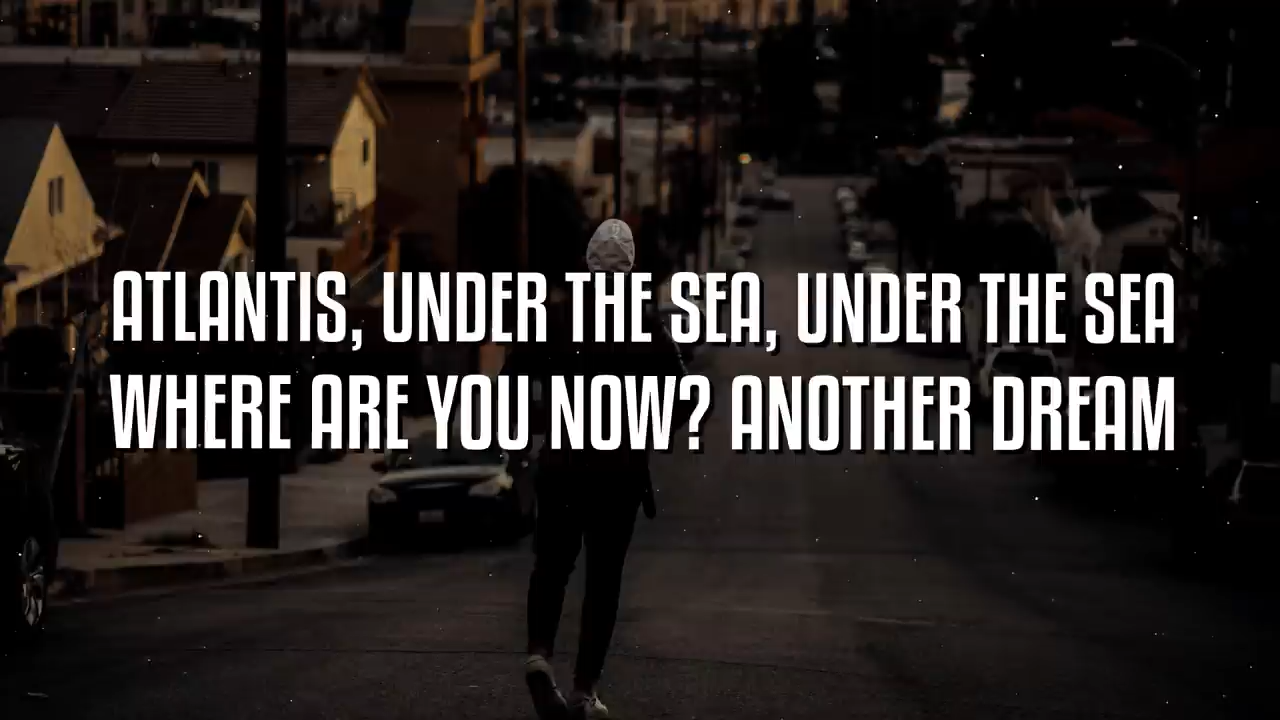 ATLANTIS, UNDER THE SEA, UNDER THE SEA
WHERE ARE YOU NOW? ANOTHER DREAM